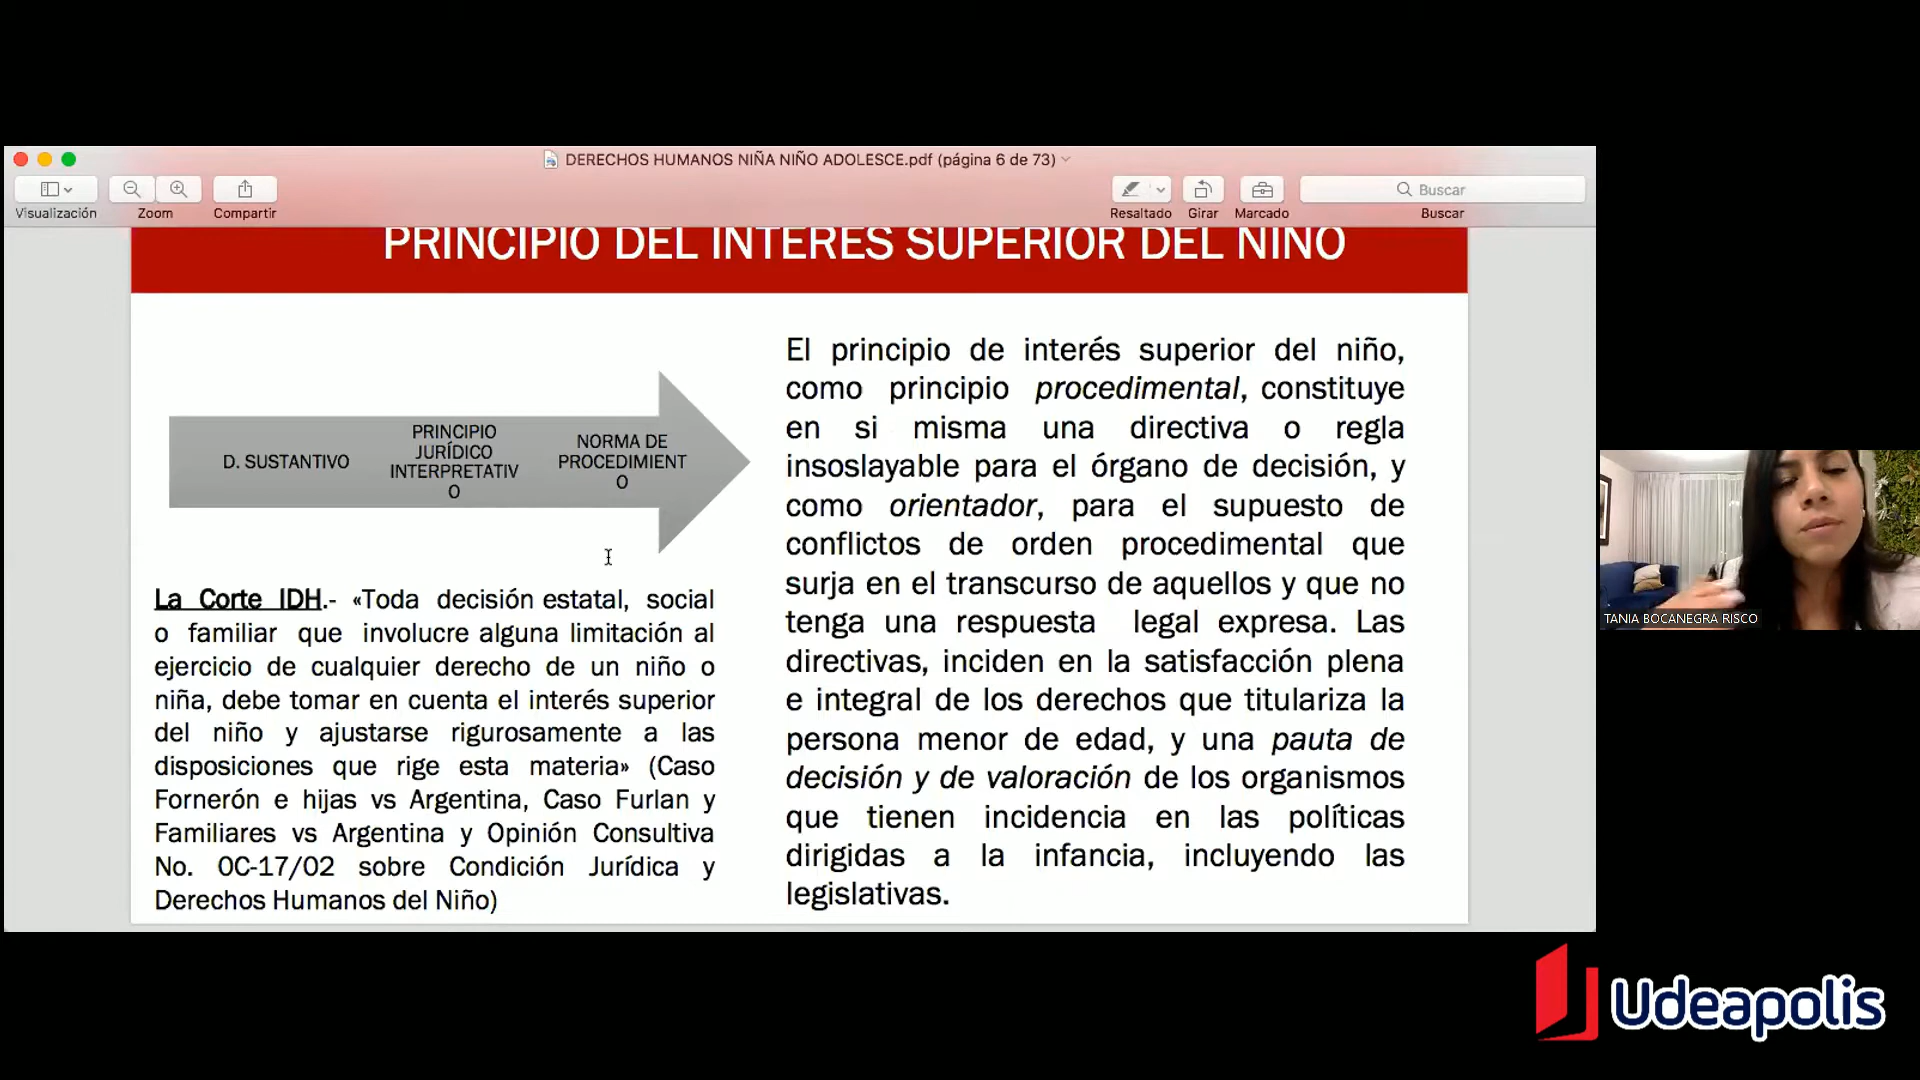 DERECHOS HUMANOS NIÑA NIÑO ADOLESCE.pdf (página 6 de 73)
Visualización
Zoom
Compartir
Resaltado
Girar
Marcado
Buscar
Buscar
PRINCIPIO DEL INTERES SUPERIOR DEL NIÑO
D. SUSTANTIVO
PRINCIPIO
JURÍDICO
INTERPRETATIV
O
NORMA DE
PROCEDIMIENT
O
La Corte IDH.- «Toda decisión estatal, social
o familiar que involucre alguna limitación al
ejercicio de cualquier derecho de un niño o
niña, debe tomar en cuenta el interés superior
del niño y ajustarse rigurosamente a las
disposiciones que rige esta materia» (Caso
Fornerón e hijas vs Argentina, Caso Furlan y
Familiares vs Argentina y Opinión Consultiva
No. OC-17/02 sobre Condición Jurídica y
Derechos Humanos del Niño)
El principio de interés superior del niño,
como principio procedimental, constituye
en si misma una directiva o regla
insoslayable para el órgano de decisión, y
como orientador, para el supuesto de
conflictos de orden procedimental que
surja en el transcurso de aquellos y que no
tenga una respuesta legal expresa. Las
directivas, inciden en la satisfacción plena
e integral de los derechos que titulariza la
persona menor de edad, y una pauta de
decisión y de valoración de los organismos
que tienen incidencia en las políticas
dirigidas a la infancia, incluyendo las
legislativas.
TANIA BOCANEGRA RISCO
Udeapolis